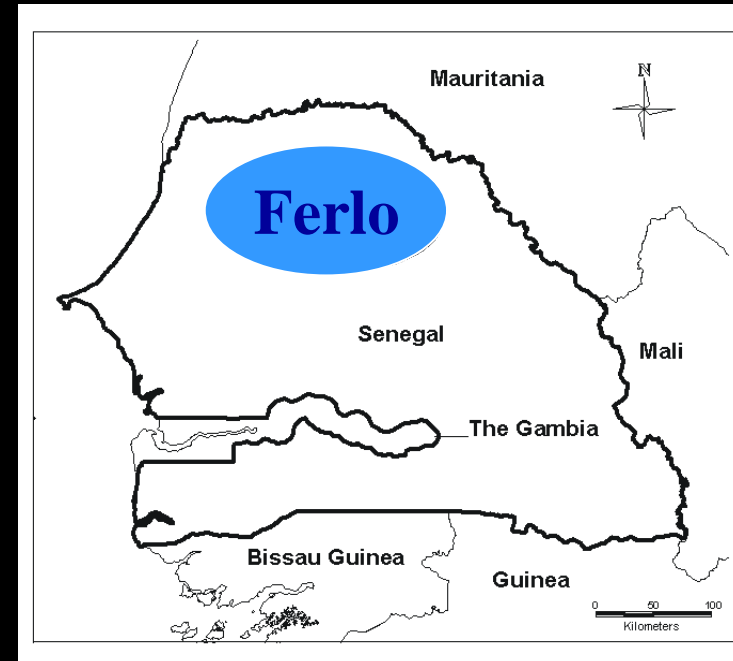 Mauritania
N
Ferlo
Senegal
Mali
The Gambia
Bissau Guinea
Guinea
0 50 100
Kilometers